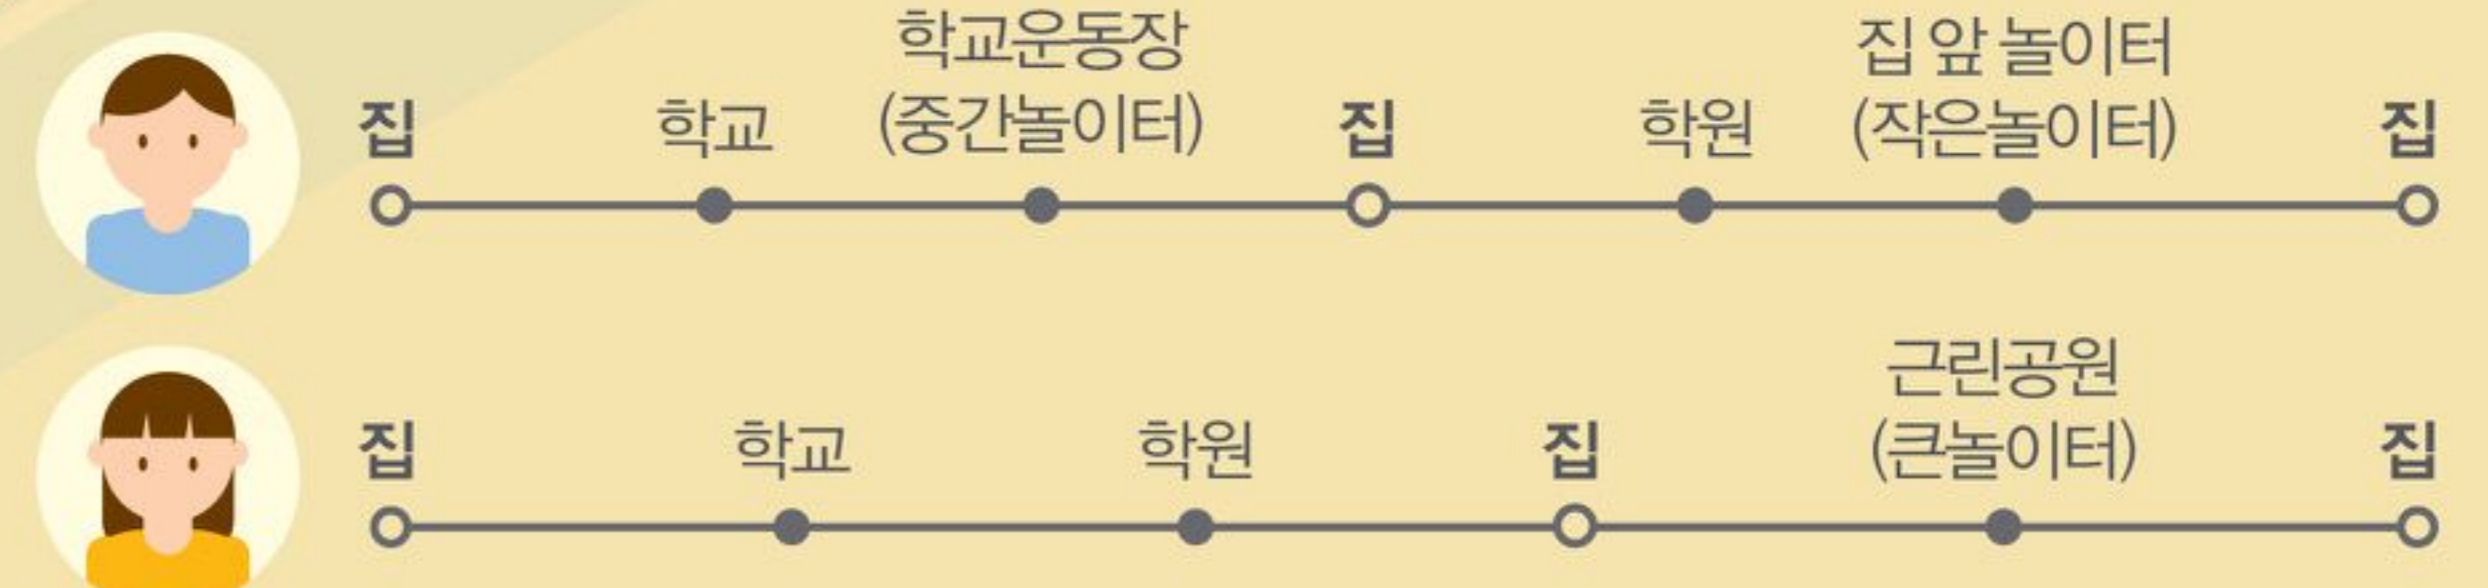 집
학교
학교운동장
(중간놀이터)
집
학원
집 앞 놀이터
(작은놀이터)
집
집
학교
학원
집
근린공원
(큰놀이터)
집